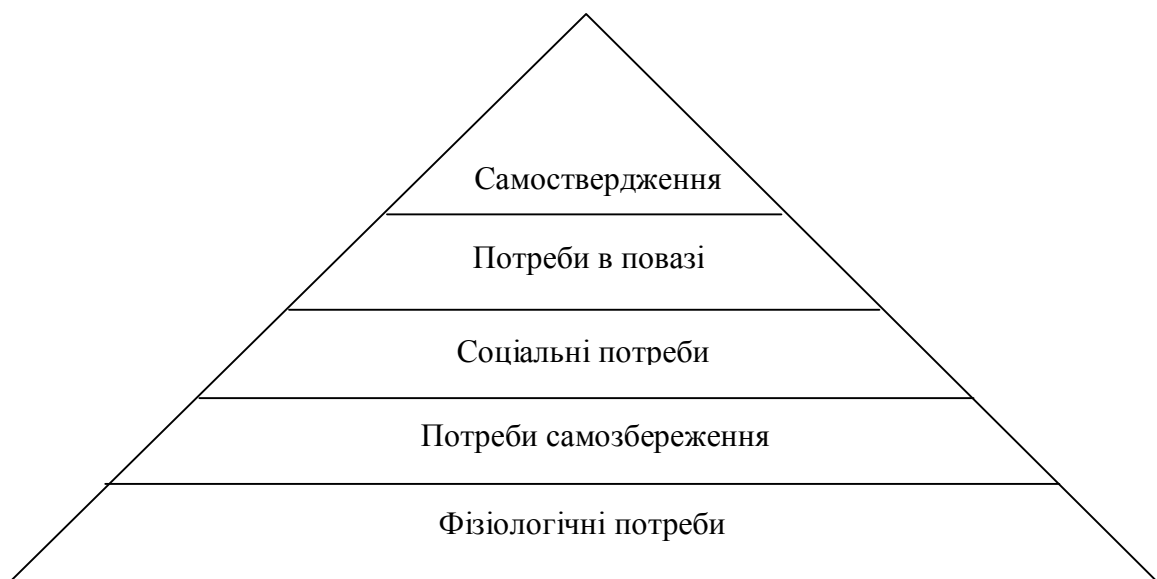 Самоствердження
Потреби в повазі
Соціальні потреби
Потреби самозбереження
Фізіологічні потреби